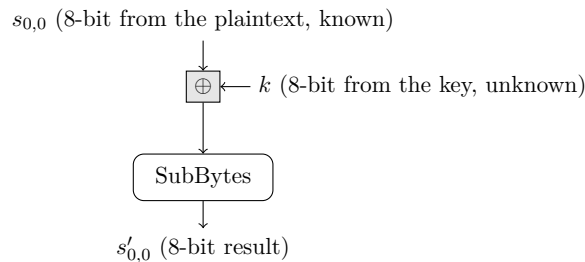 s₀,₀ (8-bit from the plaintext, known)
⊕
k (8-bit from the key, unknown)
SubBytes
s′₀,₀ (8-bit result)